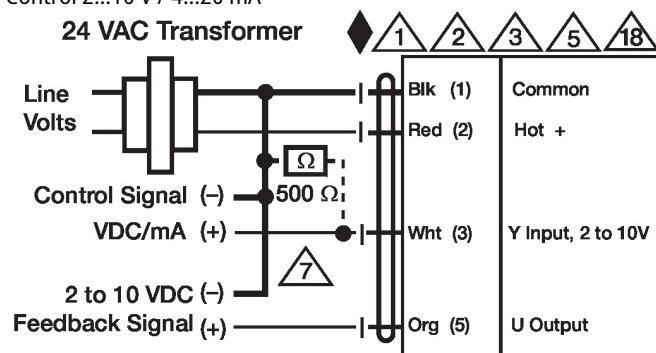 Control 2...10 V / 4...20 mA
24 VAC Transformer
1 2 3 5 18
Line
Volts
Blk (1) Common
Red (2) Hot +
Ω
500 Ω
Control Signal (-)
VDC/mA (+)
Wht (3) Y Input, 2 to 10V
7
2 to 10 VDC (-)
Feedback Signal (+)
Org (5) U Output